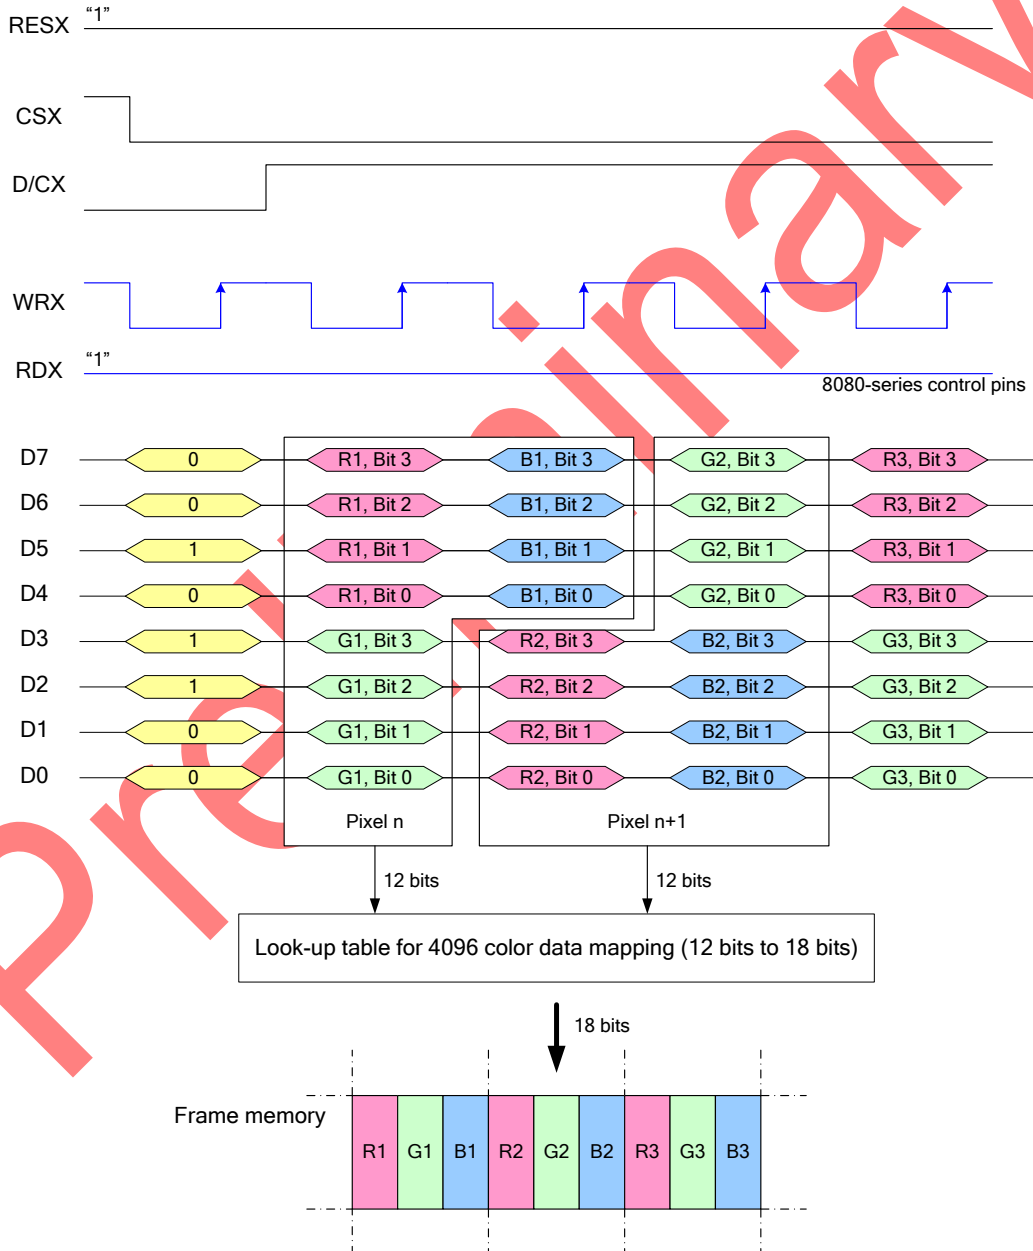 RESX "1"
CSX
D/CX
WRX
RDX "1"
8080-series control pins
D7 0 R1, Bit 3 B1, Bit 3 G2, Bit 3 R3, Bit 3
D6 0 R1, Bit 2 B1, Bit 2 G2, Bit 2 R3, Bit 2
D5 1 R1, Bit 1 B1, Bit 1 G2, Bit 1 R3, Bit 1
D4 0 R1, Bit 0 B1, Bit 0 G2, Bit 0 R3, Bit 0
D3 1 G1, Bit 3 R2, Bit 3 B2, Bit 3 G3, Bit 3
D2 1 G1, Bit 2 R2, Bit 2 B2, Bit 2 G3, Bit 2
D1 0 G1, Bit 1 R2, Bit 1 B2, Bit 1 G3, Bit 1
D0 0 G1, Bit 0 R2, Bit 0 B2, Bit 0 G3, Bit 0
Pixel n Pixel n+1
12 bits 12 bits
Look-up table for 4096 color data mapping (12 bits to 18 bits)
18 bits
Frame memory
R1 G1 B1 R2 G2 B2 R3 G3 B3
Preliminary